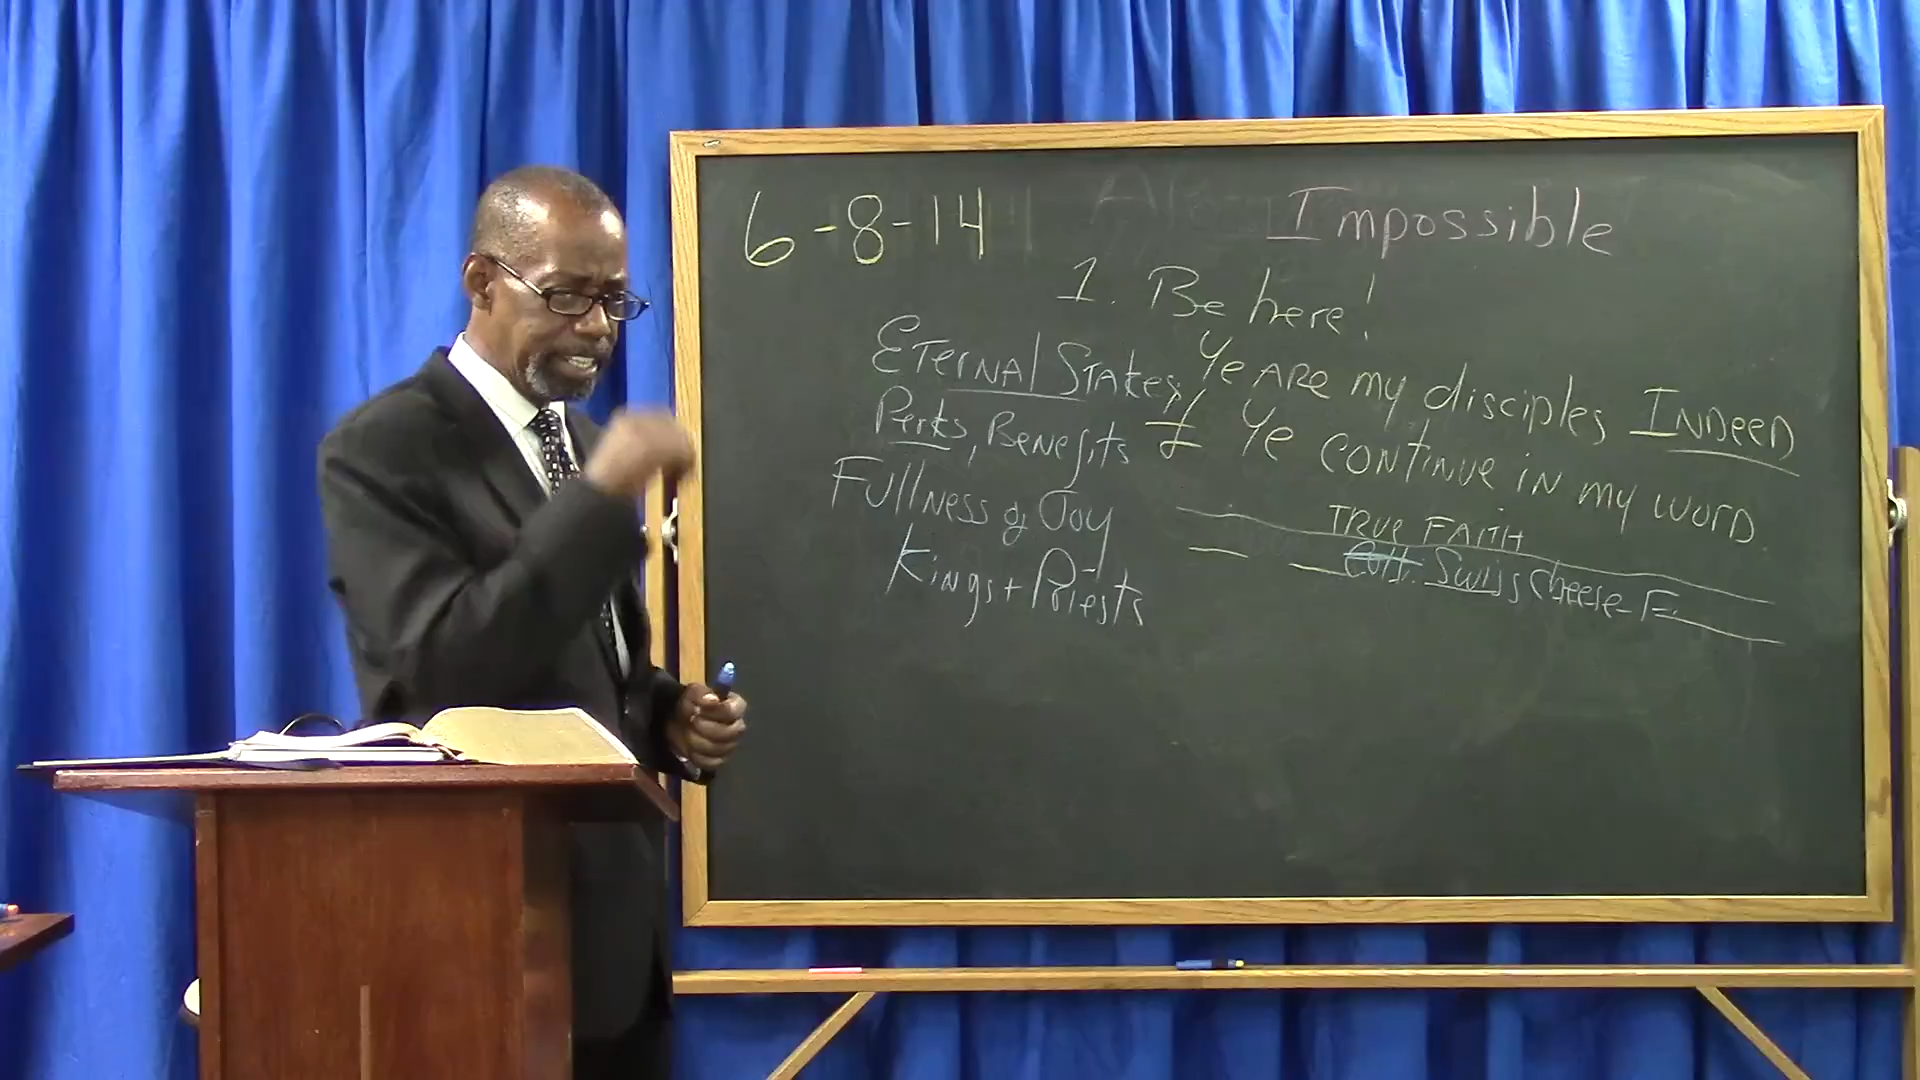 6-8-14
Impossible
1. Be here!
ETERNAL STAKES
Perks, Benefits
Fullness of Joy
Kings + Priests
Ye ARE my disciples INDEED
If Ye continue in my word
TRUE FAITH
Swiss Cheese F